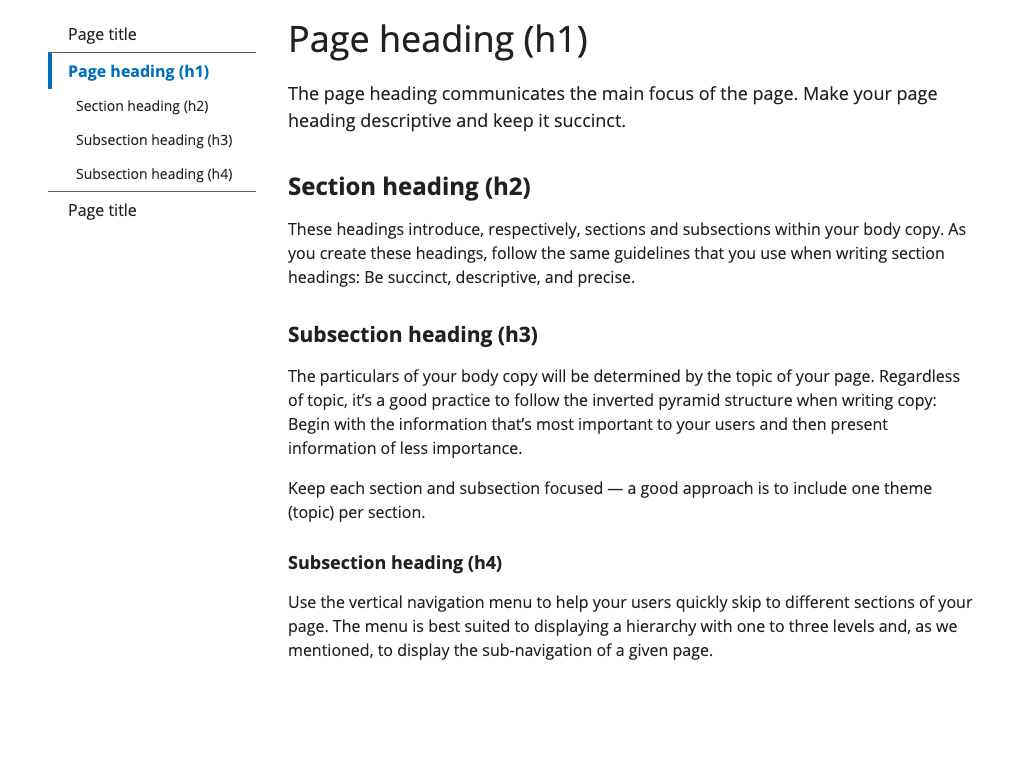 Page title
Page heading (h1)
Section heading (h2)
Subsection heading (h3)
Subsection heading (h4)
Page title
Page heading (h1)
The page heading communicates the main focus of the page. Make your page
heading descriptive and keep it succinct.
Section heading (h2)
These headings introduce, respectively, sections and subsections within your body copy. As
you create these headings, follow the same guidelines that you use when writing section
headings: Be succinct, descriptive, and precise.
Subsection heading (h3)
The particulars of your body copy will be determined by the topic of your page. Regardless
of topic, it’s a good practice to follow the inverted pyramid structure when writing copy:
Begin with the information that’s most important to your users and then present
information of less importance.
Keep each section and subsection focused — a good approach is to include one theme
(topic) per section.
Subsection heading (h4)
Use the vertical navigation menu to help your users quickly skip to different sections of your
page. The menu is best suited to displaying a hierarchy with one to three levels and, as we
mentioned, to display the sub-navigation of a given page.